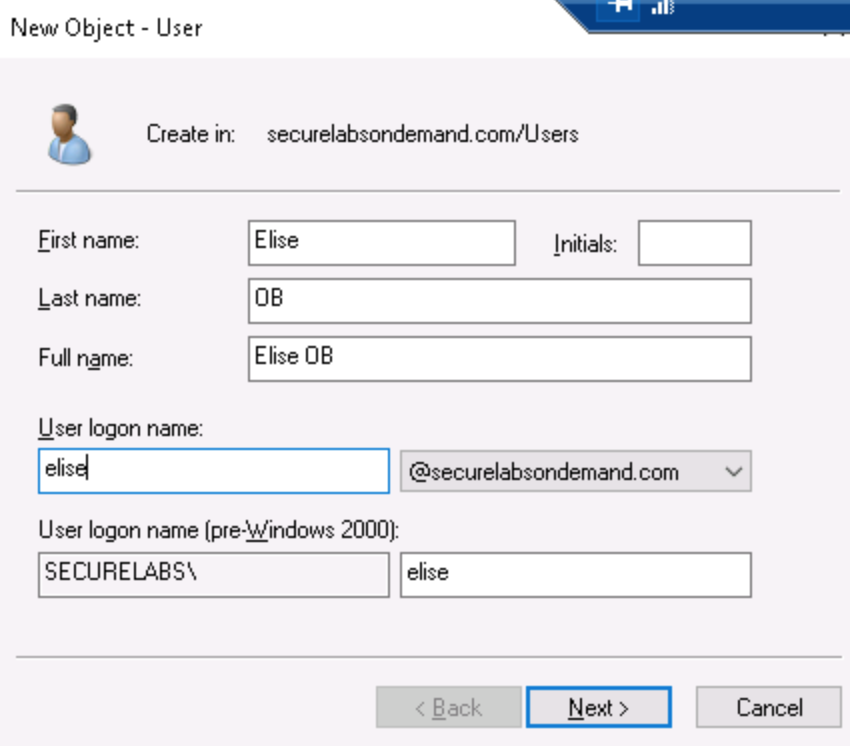 New Object - User
Create in: securelabsondemand.com/Users
First name: Elise Initials:
Last name: OB
Full name: Elise OB
User logon name:
elise @securelabsondemand.com
User logon name (pre-Windows 2000):
SECURELABS\ elise
< Back Next > Cancel